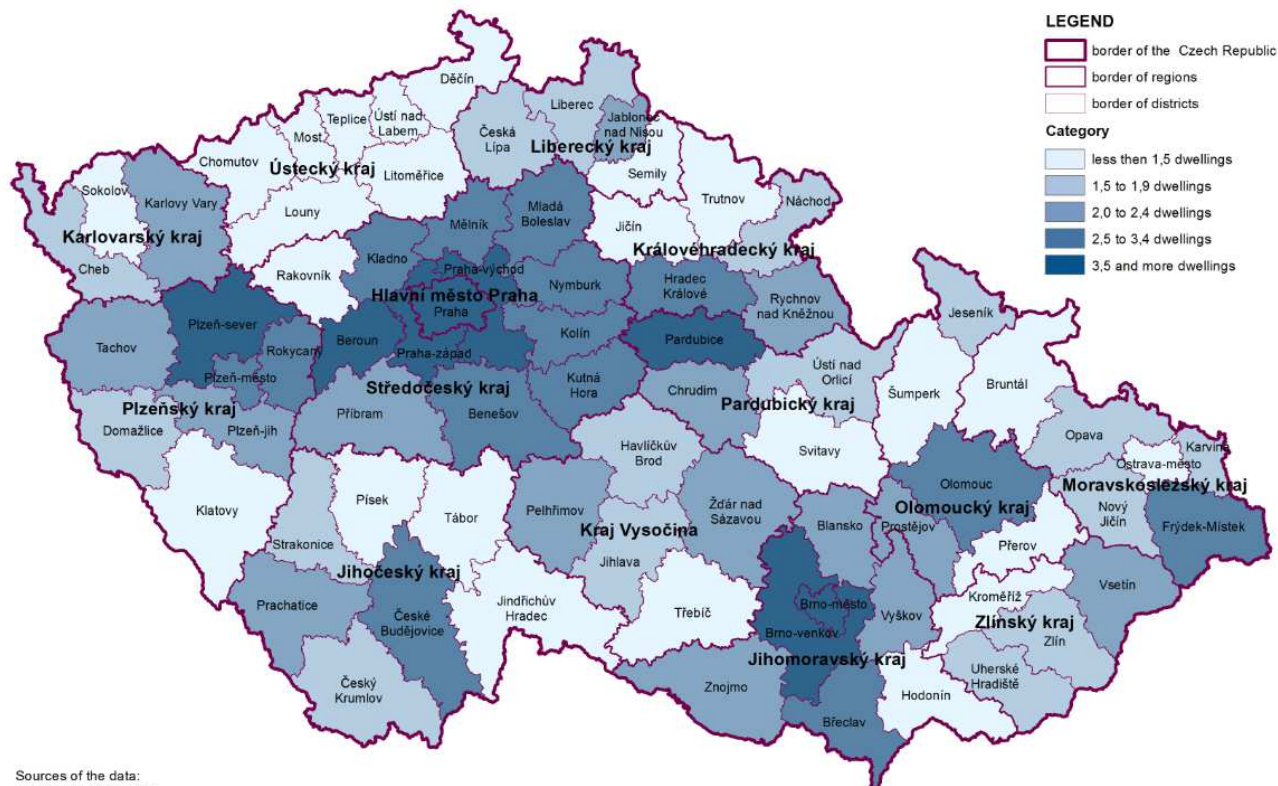 LEGEND
border of the Czech Republic
border of regions
border of districts
Category
less then 1,5 dwellings
1,5 to 1,9 dwellings
2,0 to 2,4 dwellings
2,5 to 3,4 dwellings
3,5 and more dwellings
Děčín
Liberec
Teplice
Ústí nad
Labem
Most
Jablonec
nad Nisou
Česká
Lípa
Liberecký kraj
Chomutov
Ústecký kraj
Litoměřice
Semily
Sokolov
Karlovy Vary
Trutnov
Náchod
Louny
Mladá
Boleslav
Mělník
Jičín
Karlovarský kraj
Královéhradecký kraj
Cheb
Rakovník
Kladno
Praha-východ
Nymburk
Hradec
Králové
Hlavní město Praha
Praha
Rychnov
nad Kněžnou
Jeseník
Plzeň-sever
Tachov
Rokycany
Beroun
Praha-západ
Kolín
Pardubice
Ústí nad
Orlicí
Plzeň-město
Středočeský kraj
Kutná
Hora
Chrudim
Šumperk
Bruntál
Plzeňský kraj
Příbram
Benešov
Pardubický kraj
Domažlice
Plzeň-jih
Havlíčkův
Brod
Svitavy
Opava
Karviná
Ostrava-město
Moravskoslezský kraj
Olomouc
Olomoucký kraj
Klatovy
Písek
Tábor
Pelhřimov
Žďár nad
Sázavou
Kraj Vysočina
Blansko
Prostějov
Nový
Jičín
Frýdek-Místek
Strakonice
Přerov
Jihočeský kraj
Jihlava
Vsetín
Prachatice
České
Budějovice
Jindřichův
Hradec
Třebíč
Brno-město
Kroměříž
Vyškov
Zlínský kraj
Zlín
Brno-venkov
Jihomoravský kraj
Český
Krumlov
Znojmo
Uherské
Hradiště
Hodonín
Břeclav
Sources of the data: